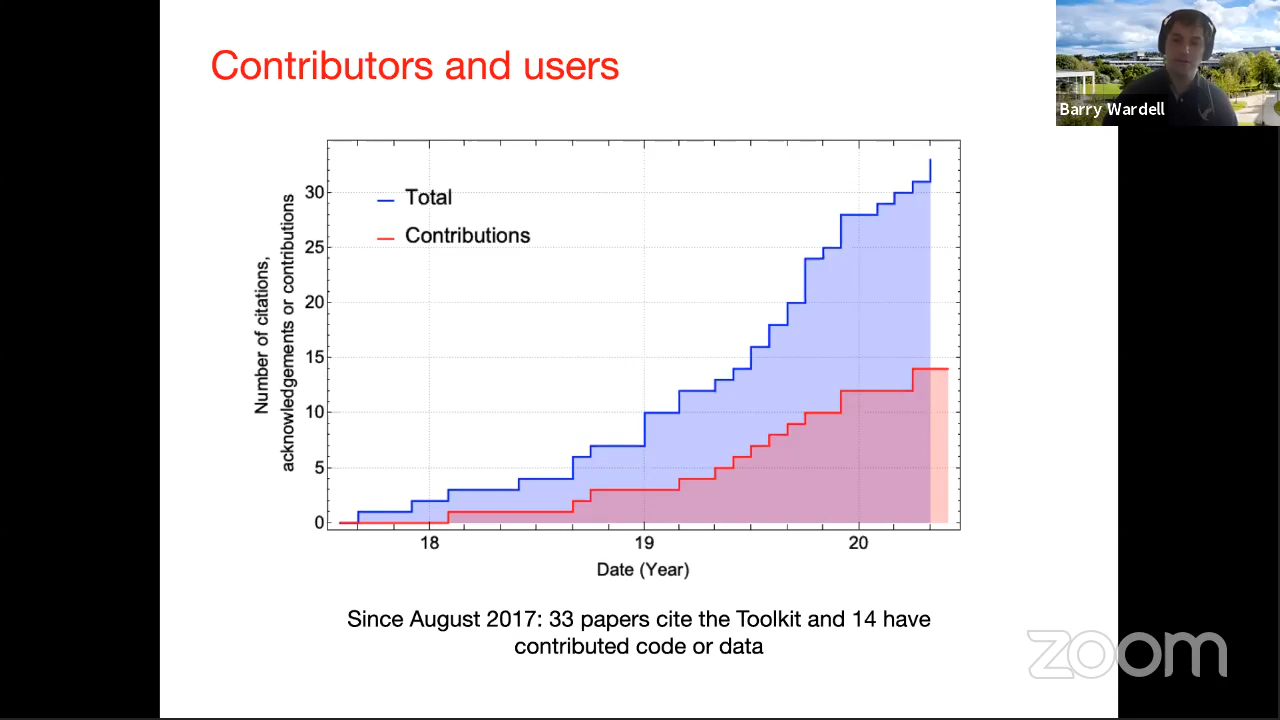 Contributors and users
Barry Wardell
Total
Contributions
Number of citations,
acknowledgements or contributions
30
25
20
15
10
5
0
18 19 20
Date (Year)
Since August 2017: 33 papers cite the Toolkit and 14 have
contributed code or data
zoom